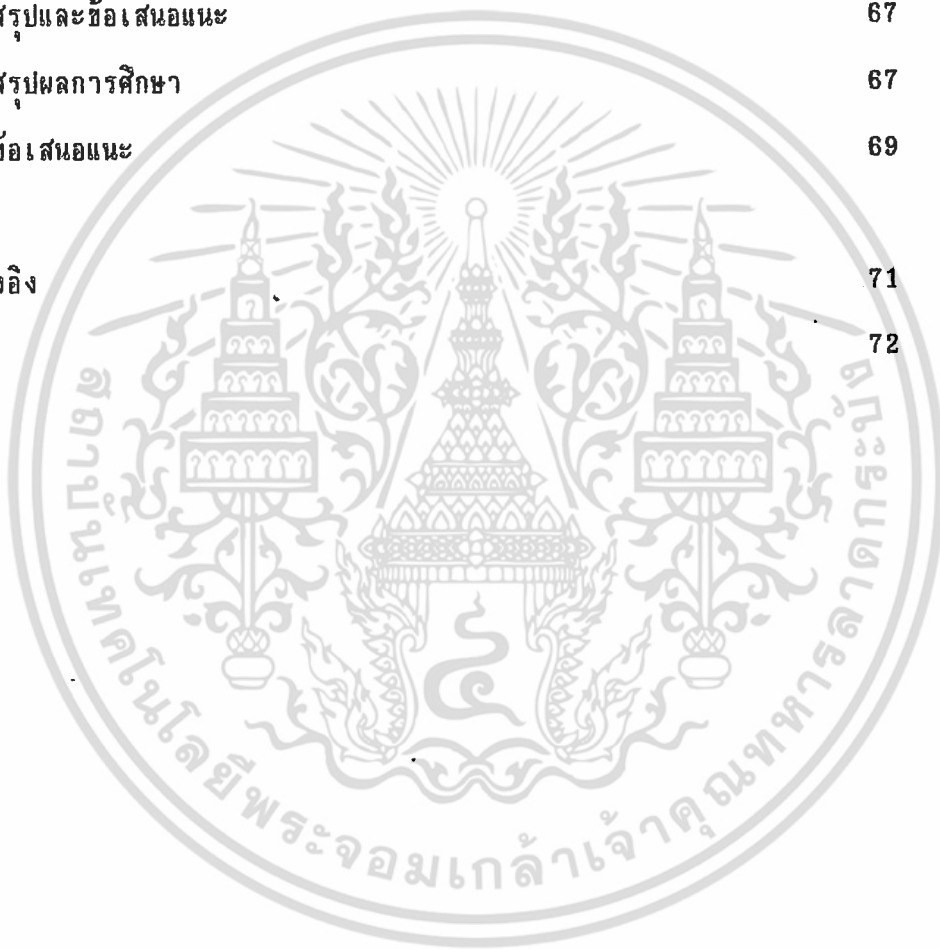 สรุปและข้อเสนอแนะ 67
สรุปผลการศึกษา 67
ข้อเสนอแนะ 69
งอิง 71
72
สถาบันเทคโนโลยีพระจอมเกล้าเจ้าคุณทหารลาดกระบัง
๔